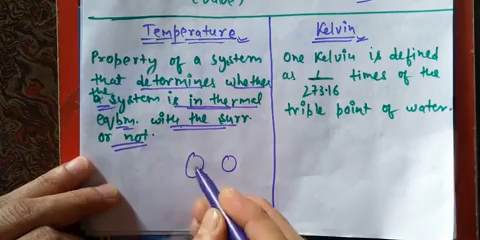 Temperature
Property of a system
that determines whether
the system is in thermal
eqbm. with the surr.
or not.
Kelvin
One Kelvin is defined
as 1/273.16 times of the
triple point of water.